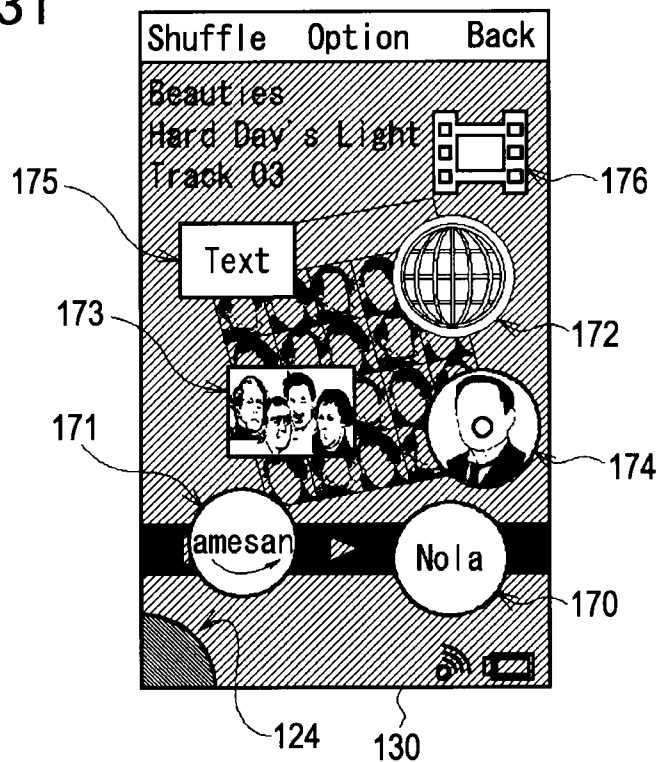 31
Shuffle Option Back
Beauties
Hard Day's Light
Track 03
175
176
Text
173
172
171
174
amesan
Nola
170
124
130